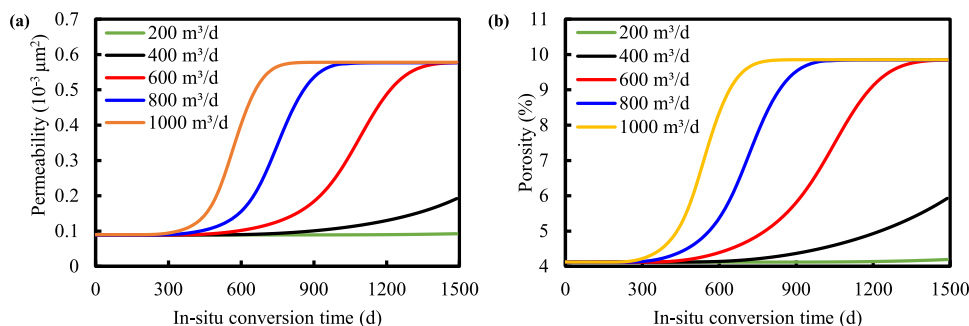 (a)
Permeability (10⁻³ μm²)
0.7
0.6
0.5
0.4
0.3
0.2
0.1
0
200 m³/d
400 m³/d
600 m³/d
800 m³/d
1000 m³/d
0 300 600 900 1200 1500
In-situ conversion time (d)
(b)
Porosity (%)
11
10
9
8
7
6
5
4
200 m³/d
400 m³/d
600 m³/d
800 m³/d
1000 m³/d
0 300 600 900 1200 1500
In-situ conversion time (d)